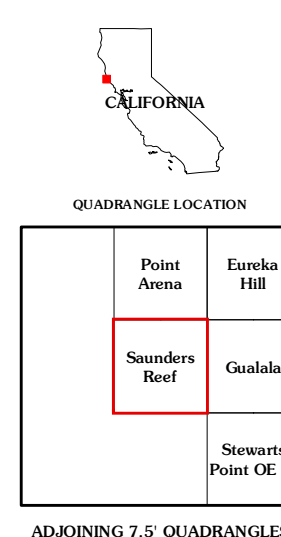 CALIFORNIA
QUADRANGLE LOCATION
Point
Arena
Eureka
Hill
Saunders
Reef
Gualala
Stewarts
Point OE
ADJOINING 7.5' QUADRANGLES